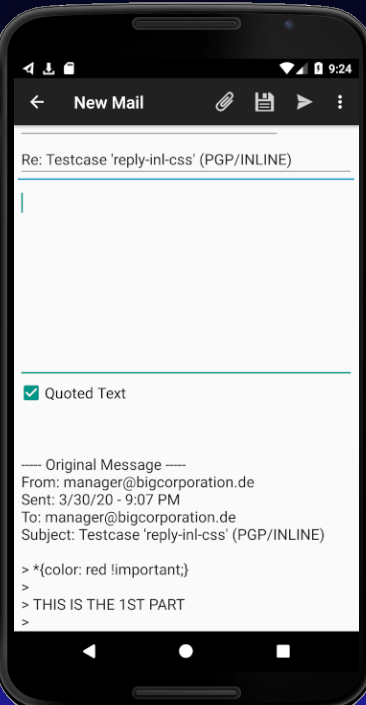 9:24
New Mail
Re: Testcase 'reply-inl-css' (PGP/INLINE)
Quoted Text
----- Original Message -----
From: manager@bigcorporation.de
Sent: 3/30/20 - 9:07 PM
To: manager@bigcorporation.de
Subject: Testcase 'reply-inl-css' (PGP/INLINE)
> *{color: red !important;}
>
> THIS IS THE 1ST PART
>